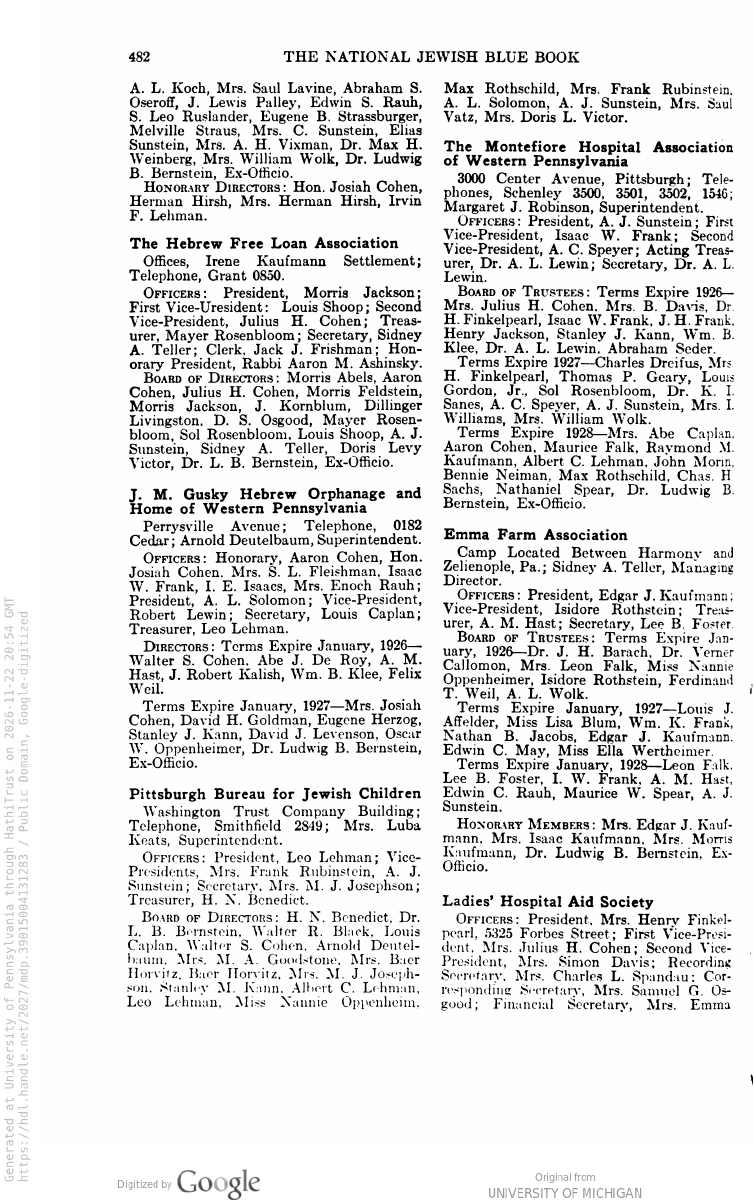 482
THE NATIONAL JEWISH BLUE BOOK
A. L. Koch, Mrs. Saul Lavine, Abraham S.
Oseroff, J. Lewis Palley, Edwin S. Rauh,
S. Leo Ruslander, Eugene B. Strassburger,
Melville Straus, Mrs. C. Sunstein, Elias
Sunstein, Mrs. A. H. Vixman, Dr. Max H.
Weinberg, Mrs. William Wolk, Dr. Ludwig
B. Bernstein, Ex-Officio.
HONORARY DIRECTORS: Hon. Josiah Cohen,
Herman Hirsh, Mrs. Herman Hirsh, Irvin
F. Lehman.
The Hebrew Free Loan Association
Offices, Irene Kaufmann Settlement;
Telephone, Grant 0850.
OFFICERS: President, Morris Jackson;
First Vice-Uresident: Louis Shoop; Second
Vice-President, Julius H. Cohen; Treas-
urer, Mayer Rosenbloom; Secretary, Sidney
A. Teller; Clerk, Jack J. Frishman; Hon-
orary President, Rabbi Aaron M. Ashinsky.
BOARD OF DIRECTORS: Morris Abels, Aaron
Cohen, Julius H. Cohen, Morris Feldstein,
Morris Jackson, J. Kornblum, Dillinger
Livingston, D. S. Osgood, Mayer Rosen-
bloom, Sol Rosenbloom, Louis Shoop, A. J.
Sunstein, Sidney A. Teller, Doris Levy
Victor, Dr. L. B. Bernstein, Ex-Officio.
J. M. Gusky Hebrew Orphanage and
Home of Western Pennsylvania
Perrysville Avenue; Telephone, 0182
Cedar; Arnold Deutelbaum, Superintendent.
OFFICERS: Honorary, Aaron Cohen, Hon.
Josiah Cohen, Mrs. S. L. Fleishman, Isaac
W. Frank, I. E. Isaacs, Mrs. Enoch Rauh;
President, A. L. Solomon; Vice-President,
Robert Lewin; Secretary, Louis Caplan;
Treasurer, Leo Lehman.
DIRECTORS: Terms Expire January, 1926—
Walter S. Cohen, Abe J. De Roy, A. M.
Hast, J. Robert Kalish, Wm. B. Klee, Felix
Weil.
Terms Expire January, 1927—Mrs. Josiah
Cohen, David H. Goldman, Eugene Herzog,
Stanley J. Kann, David J. Levenson, Oscar
W. Oppenheimer, Dr. Ludwig B. Bernstein,
Ex-Officio.
Pittsburgh Bureau for Jewish Children
Washington Trust Company Building;
Telephone, Smithfield 2849; Mrs. Luba
Keats, Superintendent.
OFFICERS: President, Leo Lehman; Vice-
Presidents, Mrs. Frank Rubinstein, A. J.
Sunstein; Secretary, Mrs. M. J. Josephson;
Treasurer, H. N. Benedict.
BOARD OF DIRECTORS: H. N. Benedict, Dr.
L. B. Bernstein, Walter R. Black, Louis
Caplan, Walter S. Cohen, Arnold Deutel-
baum, Mrs. M. A. Goodstone, Mrs. Baer
Horvitz, Baer Horvitz, Mrs. M. J. Joseph-
son, Stanley M. Kann, Albert C. Lehman,
Leo Lehman, Miss Nannie Oppenheim,
Max Rothschild, Mrs. Frank Rubinstein,
A. L. Solomon, A. J. Sunstein, Mrs. Saul
Vatz, Mrs. Doris L. Victor.
The Montefiore Hospital Association
of Western Pennsylvania
3000 Center Avenue, Pittsburgh; Tele-
phones, Schenley 3500, 3501, 3502, 1546;
Margaret J. Robinson, Superintendent.
OFFICERS: President, A. J. Sunstein; First
Vice-President, Isaac W. Frank; Second
Vice-President, A. C. Speyer; Acting Treas-
urer, Dr. A. L. Lewin; Secretary, Dr. A. L.
Lewin.
BOARD OF TRUSTEES: Terms Expire 1926—
Mrs. Julius H. Cohen, Mrs. B. Davis, Dr.
H. Finkelpearl, Isaac W. Frank, J. H. Frank,
Henry Jackson, Stanley J. Kann, Wm. B.
Klee, Dr. A. L. Lewin, Abraham Seder.
Terms Expire 1927—Charles Dreifus, Mrs
H. Finkelpearl, Thomas P. Geary, Louis
Gordon, Jr., Sol Rosenbloom, Dr. K. I.
Sanes, A. C. Speyer, A. J. Sunstein, Mrs. I.
Williams, Mrs. William Wolk.
Terms Expire 1928—Mrs. Abe Caplan,
Aaron Cohen, Maurice Falk, Raymond M.
Kaufmann, Albert C. Lehman, John Morin,
Bennie Neiman, Max Rothschild, Chas. H
Sachs, Nathaniel Spear, Dr. Ludwig B.
Bernstein, Ex-Officio.
Emma Farm Association
Camp Located Between Harmony and
Zelienople, Pa.; Sidney A. Teller, Managing
Director.
OFFICERS: President, Edgar J. Kaufmann;
Vice-President, Isidore Rothstein; Treas-
urer, A. M. Hast; Secretary, Lee B. Foster.
BOARD OF TRUSTEES: Terms Expire Jan-
uary, 1926—Dr. J. H. Barach, Dr. Verner
Callomon, Mrs. Leon Falk, Miss Nannie
Oppenheimer, Isidore Rothstein, Ferdinand
T. Weil, A. L. Wolk.
Terms Expire January, 1927—Louis J.
Affelder, Miss Lisa Blum, Wm. K. Frank,
Nathan B. Jacobs, Edgar J. Kaufmann,
Edwin C. May, Miss Ella Wertheimer.
Terms Expire January, 1928—Leon Falk,
Lee B. Foster, I. W. Frank, A. M. Hast,
Edwin C. Rauh, Maurice W. Spear, A. J.
Sunstein.
HONORARY MEMBERS: Mrs. Edgar J. Kauf-
mann, Mrs. Isaac Kaufmann, Mrs. Morris
Kaufmann, Dr. Ludwig B. Bernstein, Ex-
Officio.
Ladies' Hospital Aid Society
OFFICERS: President, Mrs. Henry Finkel-
pearl, 5325 Forbes Street; First Vice-Presi-
dent, Mrs. Julius H. Cohen; Second Vice-
President, Mrs. Simon Davis; Recording
Secretary, Mrs. Charles L. Spandau; Cor-
responding Secretary, Mrs. Samuel G. Os-
good; Financial Secretary, Mrs. Emma
Generated at University of Pennsylvania through HathiTrust on 2026-11-22 20:54 GMT
https://hdl.handle.net/2027/mdp.39015004131283 / Public Domain, Google-digitized
Digitized by Google
Original from
UNIVERSITY OF MICHIGAN